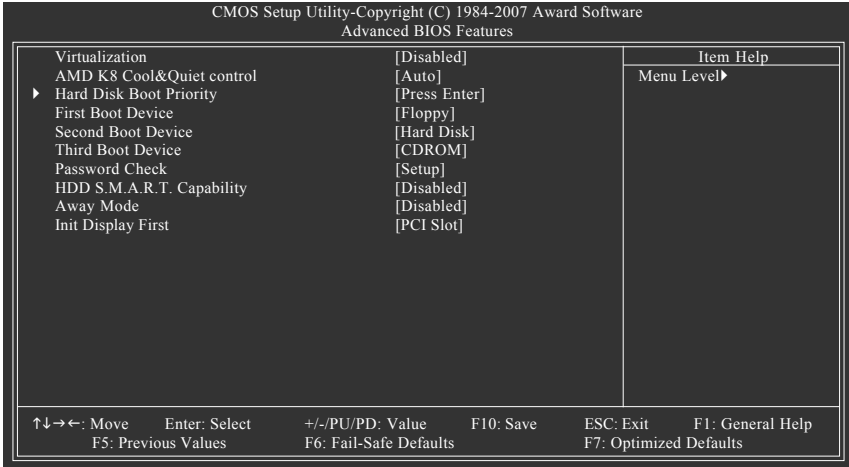 CMOS Setup Utility-Copyright (C) 1984-2007 Award Software
Advanced BIOS Features
Virtualization [Disabled] Item Help
AMD K8 Cool&Quiet control [Auto] Menu Level▶
▶ Hard Disk Boot Priority [Press Enter]
First Boot Device [Floppy]
Second Boot Device [Hard Disk]
Third Boot Device [CDROM]
Password Check [Setup]
HDD S.M.A.R.T. Capability [Disabled]
Away Mode [Disabled]
Init Display First [PCI Slot]
↑↓→←: Move Enter: Select +/-/PU/PD: Value F10: Save ESC: Exit F1: General Help
F5: Previous Values F6: Fail-Safe Defaults F7: Optimized Defaults